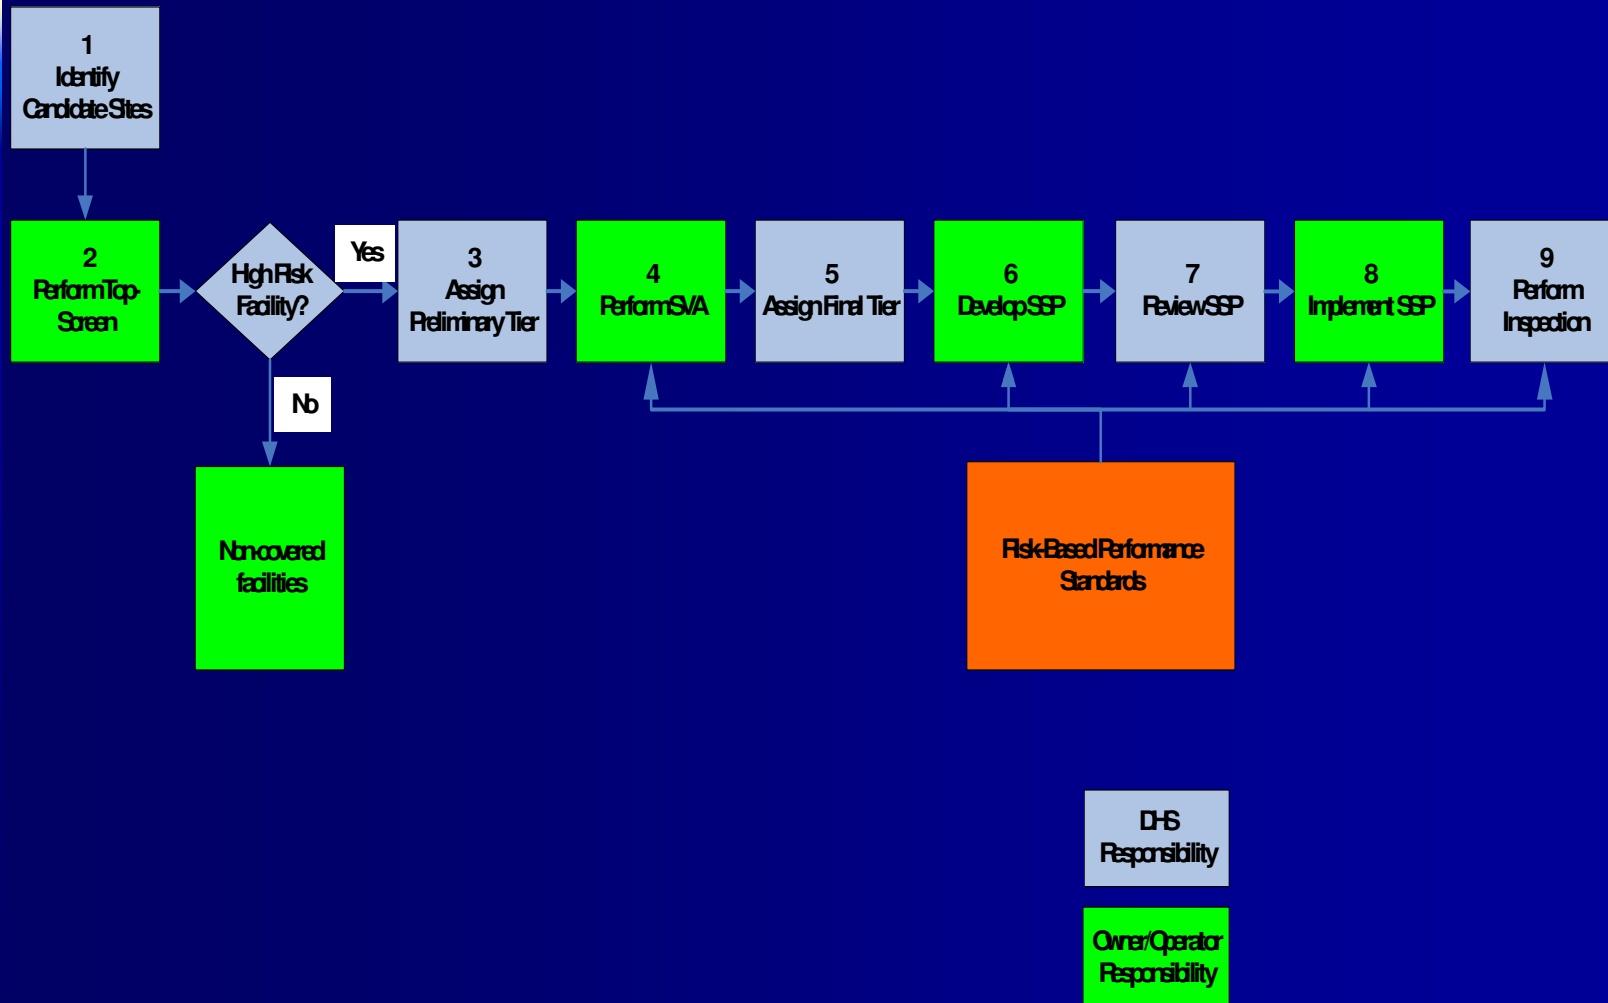 1
Identify
Candidate Sites
2
Perform Top-
Screen
High Risk
Facility?
Yes
No
3
Assign
Preliminary Tier
4
Perform SVA
5
Assign Final Tier
6
Develop SSP
7
Review SSP
8
Implement SSP
9
Perform
Inspection
Non-covered
facilities
Risk-Based Performance
Standards
DHS
Responsibility
Owner/Operator
Responsibility